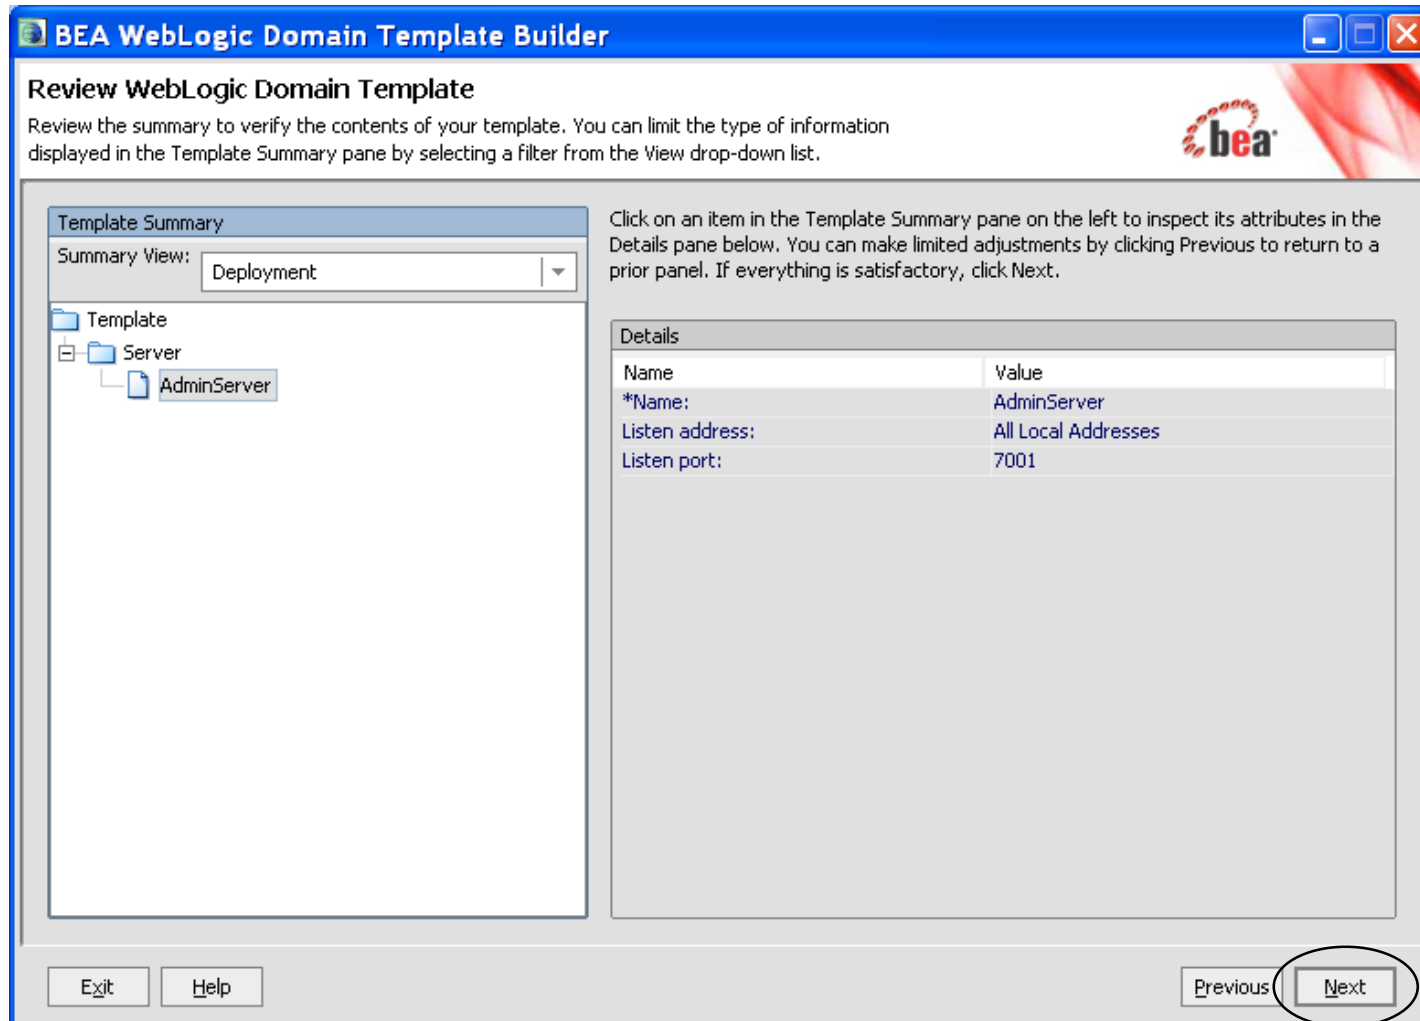 BEA WebLogic Domain Template Builder
Review WebLogic Domain Template
Review the summary to verify the contents of your template. You can limit the type of information
displayed in the Template Summary pane by selecting a filter from the View drop-down list.
bea
Template Summary
Summary View:
Deployment
Template
Server
AdminServer
Click on an item in the Template Summary pane on the left to inspect its attributes in the
Details pane below. You can make limited adjustments by clicking Previous to return to a
prior panel. If everything is satisfactory, click Next.
Details
Name Value
*Name: AdminServer
Listen address: All Local Addresses
Listen port: 7001
Exit Help Previous Next